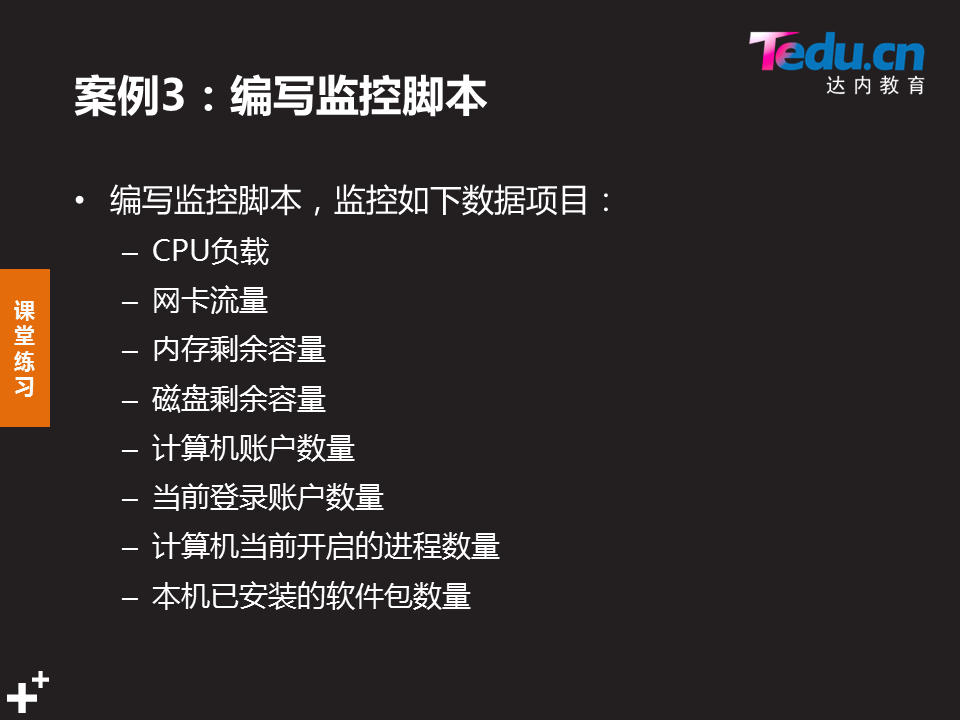 Tedu.cn
达内教育
案例3：编写监控脚本
• 编写监控脚本，监控如下数据项目：
– CPU负载
– 网卡流量
– 内存剩余容量
– 磁盘剩余容量
– 计算机账户数量
– 当前登录账户数量
– 计算机当前开启的进程数量
– 本机已安装的软件包数量
课
堂
练
习